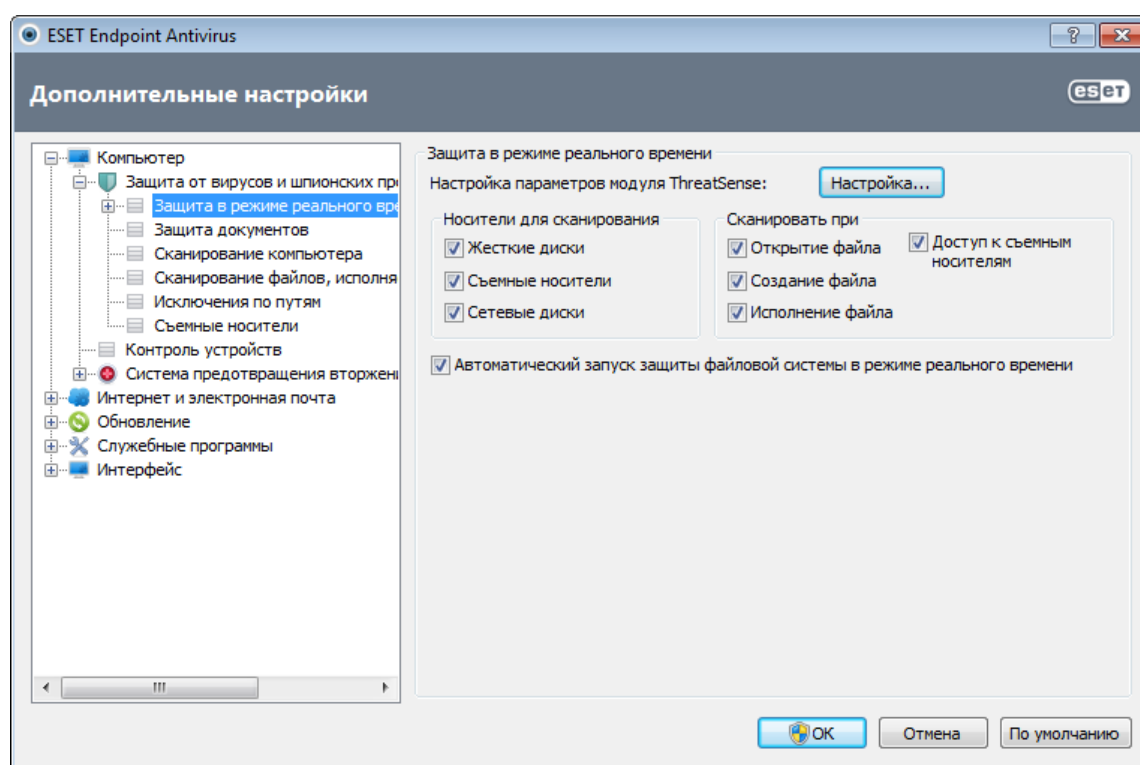 ESET Endpoint Antivirus
Дополнительные настройки
eset
Компьютер
Защита от вирусов и шпионских пр
Защита в режиме реального вре
Защита документов
Сканирование компьютера
Сканирование файлов, исполня
Исключения по путям
Съемные носители
Контроль устройств
Система предотвращения вторжен
Интернет и электронная почта
Обновление
Служебные программы
Интерфейс
Защита в режиме реального времени
Настройка параметров модуля ThreatSense:
Настройка...
Носители для сканирования
Жесткие диски
Съемные носители
Сетевые диски
Сканировать при
Открытие файла
Создание файла
Исполнение файла
Доступ к съемным
носителям
Автоматический запуск защиты файловой системы в режиме реального времени
OK
Отмена
По умолчанию